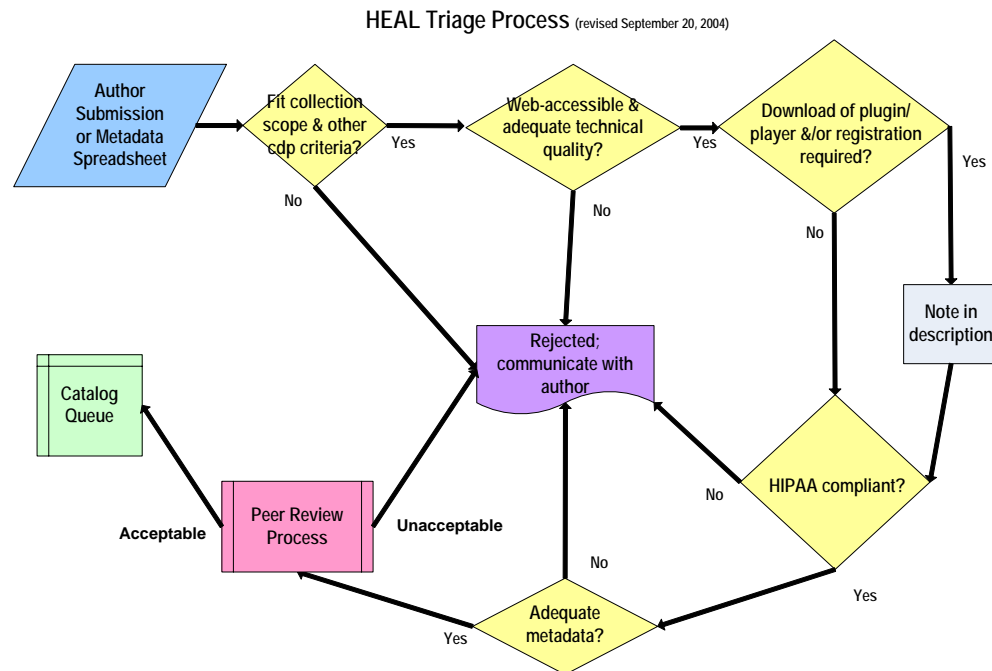 HEAL Triage Process (revised September 20, 2004)
Author
Submission
or Metadata
Spreadsheet
Fit collection
scope & other
cdp criteria?
Yes
No
Web-accessible &
adequate technical
quality?
Yes
No
Download of plugin/
player &/or registration
required?
Yes
No
Note in
description
Rejected;
communicate with
author
Catalog
Queue
HIPAA compliant?
No
Yes
Peer Review
Process
Acceptable
Unacceptable
Adequate
metadata?
No
Yes